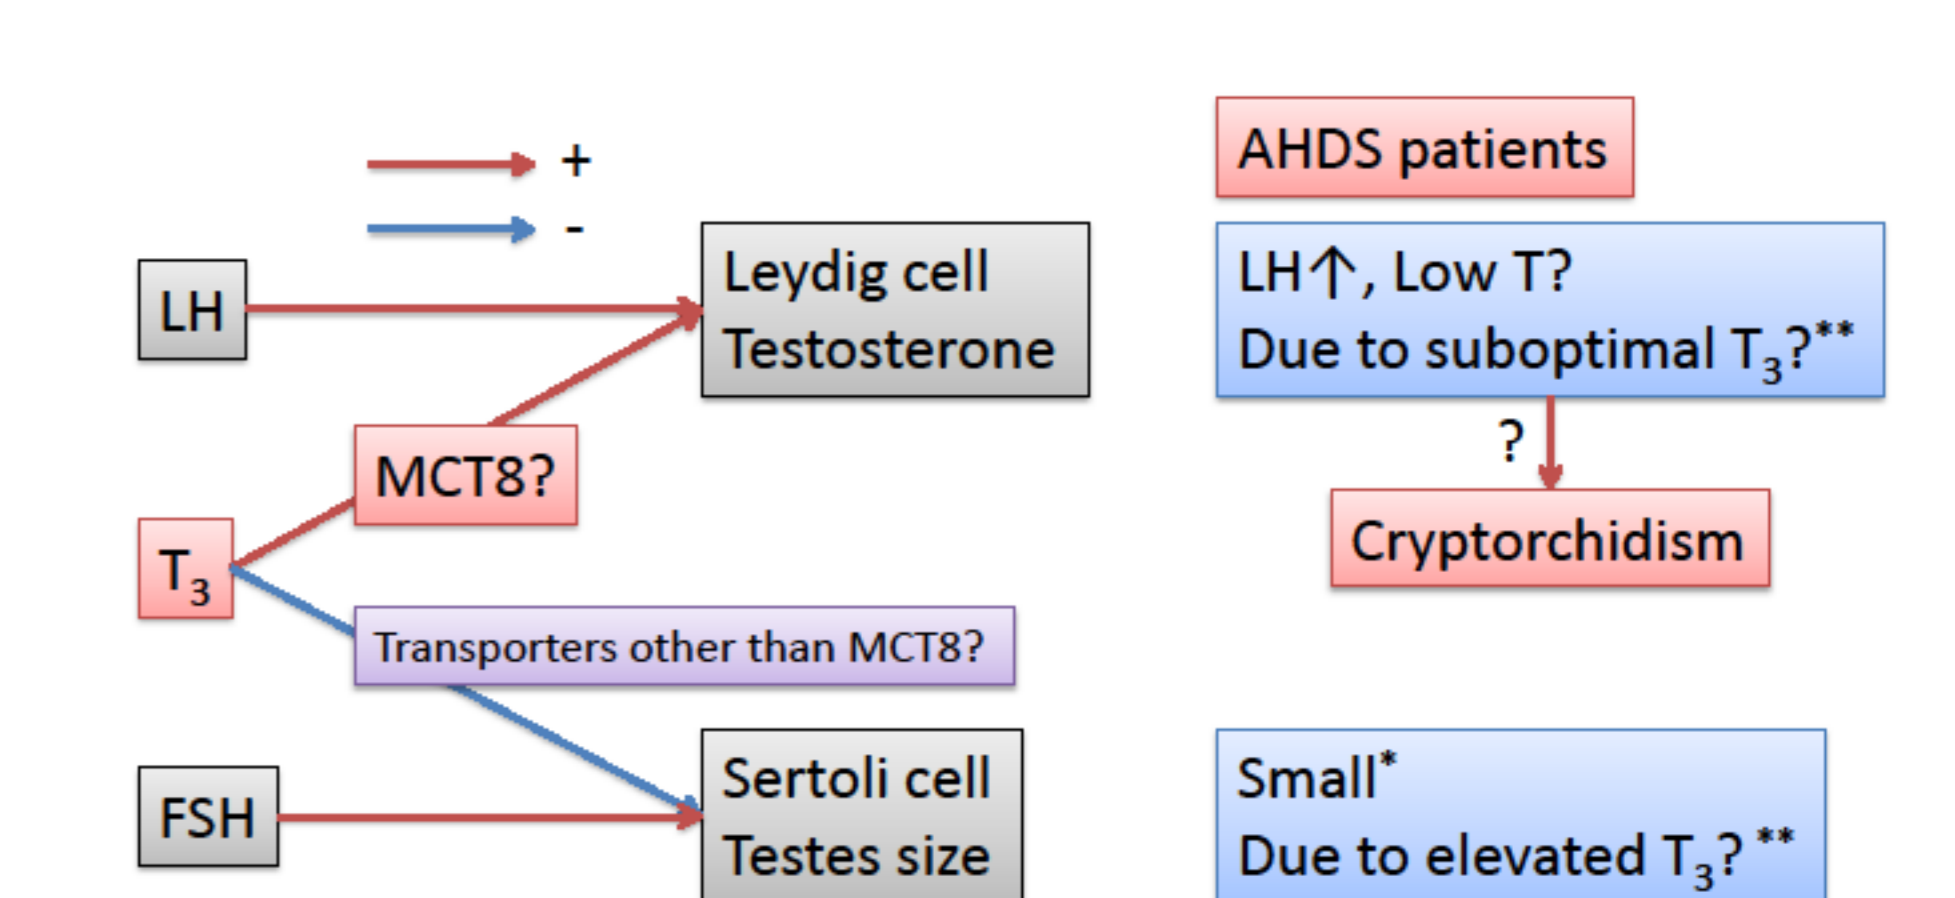 +
-
LH
Leydig cell
Testosterone
MCT8?
T₃
Transporters other than MCT8?
FSH
Sertoli cell
Testes size
AHDS patients
LH↑, Low T?
Due to suboptimal T₃?**
?
Cryptorchidism
Small*
Due to elevated T₃? **